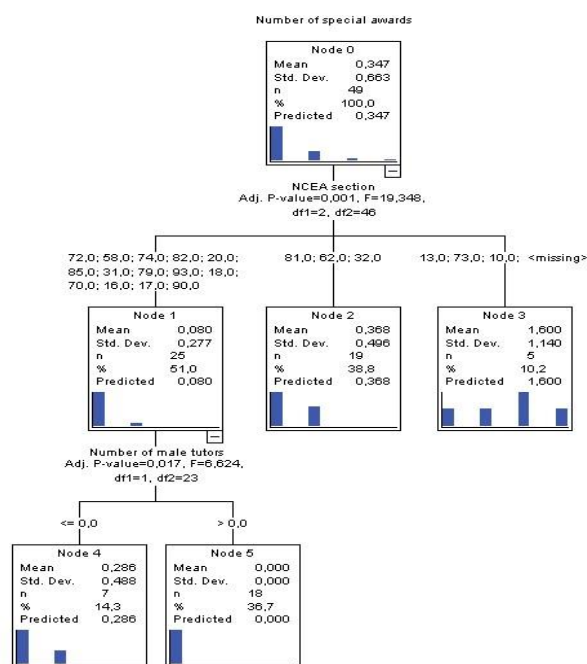 Number of special awards
Node 0
Mean 0,347
Std. Dev. 0,663
n 49
% 100,0
Predicted 0,347
NCEA section
Adj. P-value=0,001, F=19,348,
df1=2, df2=46
72,0; 58,0; 74,0; 82,0; 20,0;
85,0; 31,0; 79,0; 93,0; 18,0;
70,0; 16,0; 17,0; 90,0
81,0; 62,0; 32,0
13,0; 73,0; 10,0; <missing>
Node 1
Mean 0,080
Std. Dev. 0,277
n 25
% 51,0
Predicted 0,080
Node 2
Mean 0,368
Std. Dev. 0,496
n 19
% 38,8
Predicted 0,368
Node 3
Mean 1,600
Std. Dev. 1,140
n 5
% 10,2
Predicted 1,600
Number of male tutors
Adj. P-value=0,017, F=6,624,
df1=1, df2=23
<= 0,0
> 0,0
Node 4
Mean 0,286
Std. Dev. 0,488
n 7
% 14,3
Predicted 0,286
Node 5
Mean 0,000
Std. Dev. 0,000
n 18
% 36,7
Predicted 0,000